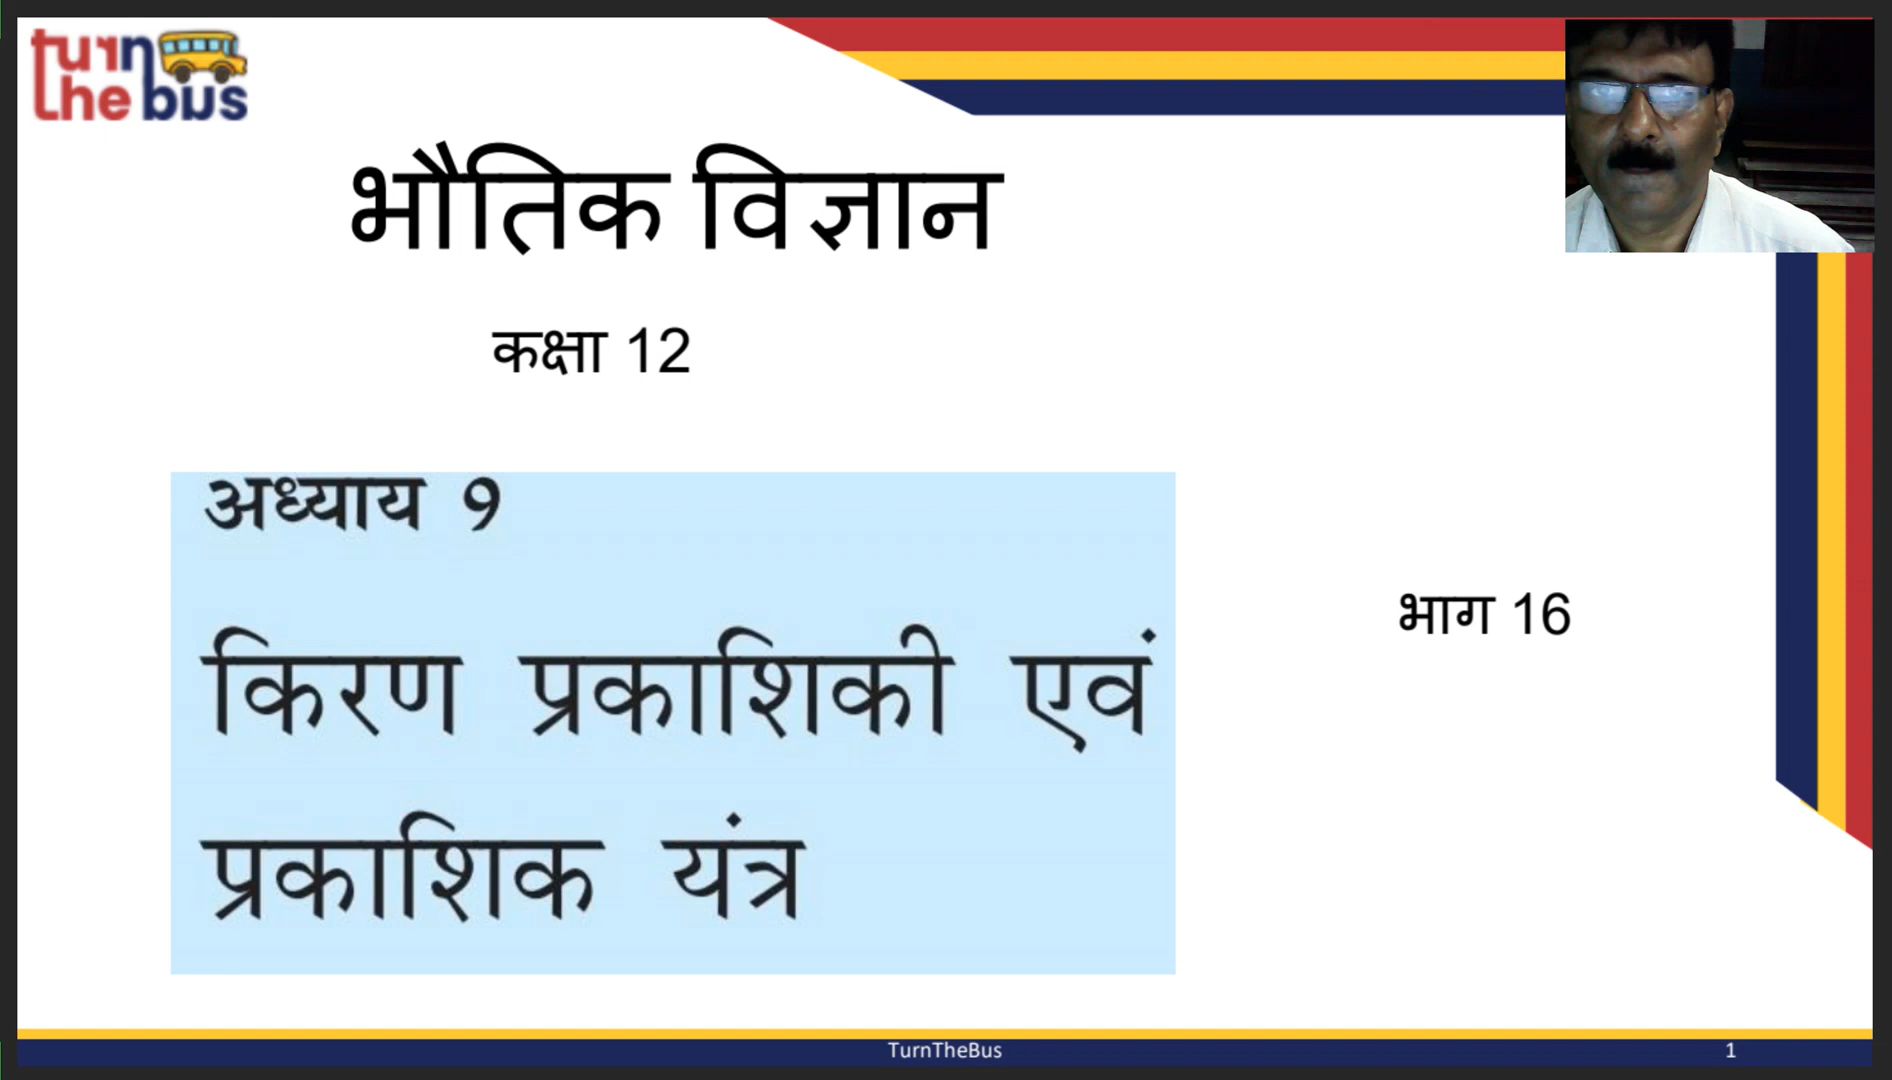 turn
the bus
भौतिक विज्ञान
कक्षा 12
अध्याय 9
किरण प्रकाशिकी एवं
प्रकाशिक यंत्र
भाग 16
TurnTheBus
1